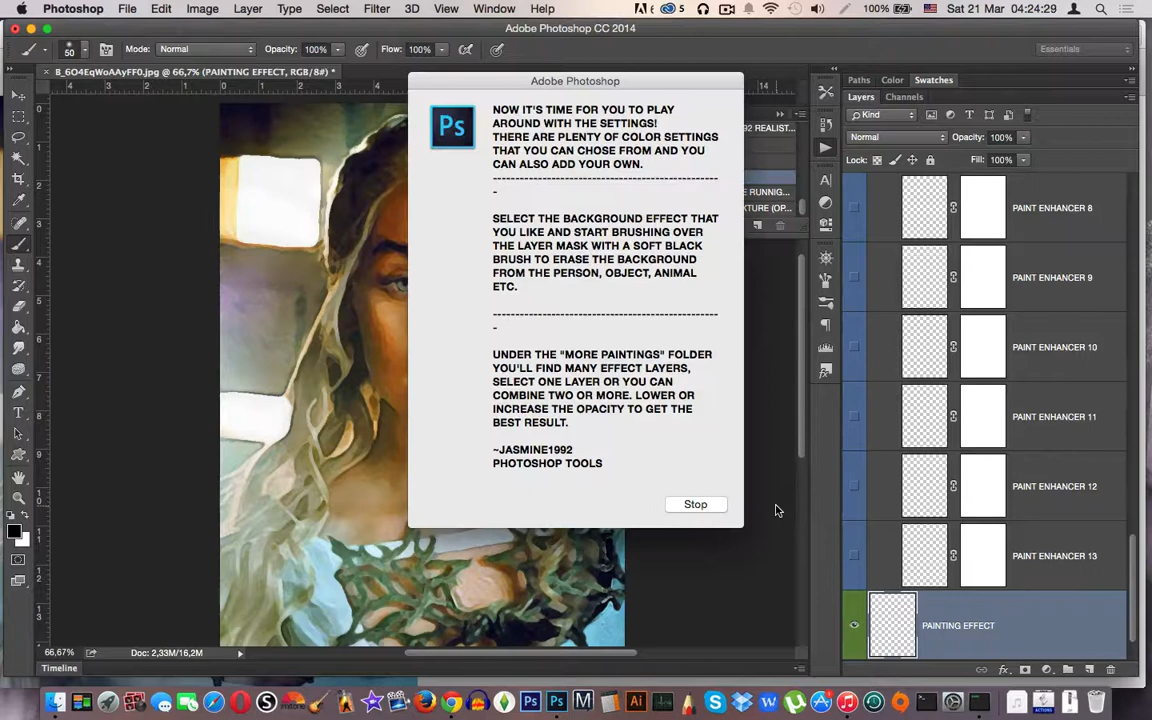 Photoshop File Edit Image Layer Type Select Filter 3D View Window Help 5 100% Sat 21 Mar 04:24:29
Adobe Photoshop CC 2014
50 Mode: Normal Opacity: 100% Flow: 100% Essentials
B_6O4EqWoAAyFF0.jpg @ 66,7% (PAINTING EFFECT, RGB/8#) *
Adobe Photoshop
Ps
NOW IT'S TIME FOR YOU TO PLAY
AROUND WITH THE SETTINGS!
THERE ARE PLENTY OF COLOR SETTINGS
THAT YOU CAN CHOSE FROM AND YOU
CAN ALSO ADD YOUR OWN.
--------------------------------------------------
-
SELECT THE BACKGROUND EFFECT THAT
YOU LIKE AND START BRUSHING OVER
THE LAYER MASK WITH A SOFT BLACK
BRUSH TO ERASE THE BACKGROUND
FROM THE PERSON, OBJECT, ANIMAL
ETC.
--------------------------------------------------
-
UNDER THE "MORE PAINTINGS" FOLDER
YOU'LL FIND MANY EFFECT LAYERS,
SELECT ONE LAYER OR YOU CAN
COMBINE TWO OR MORE. LOWER OR
INCREASE THE OPACITY TO GET THE
BEST RESULT.
~JASMINE1992
PHOTOSHOP TOOLS
Stop
92 REALIST...
E RUNNIG...
XTURE (OP...
Paths Color Swatches
Layers Channels
Kind
Normal Opacity: 100%
Lock: Fill: 100%
PAINT ENHANCER 8
PAINT ENHANCER 9
PAINT ENHANCER 10
PAINT ENHANCER 11
PAINT ENHANCER 12
PAINT ENHANCER 13
PAINTING EFFECT
66,67% Doc: 2,33M/16,2M
Timeline